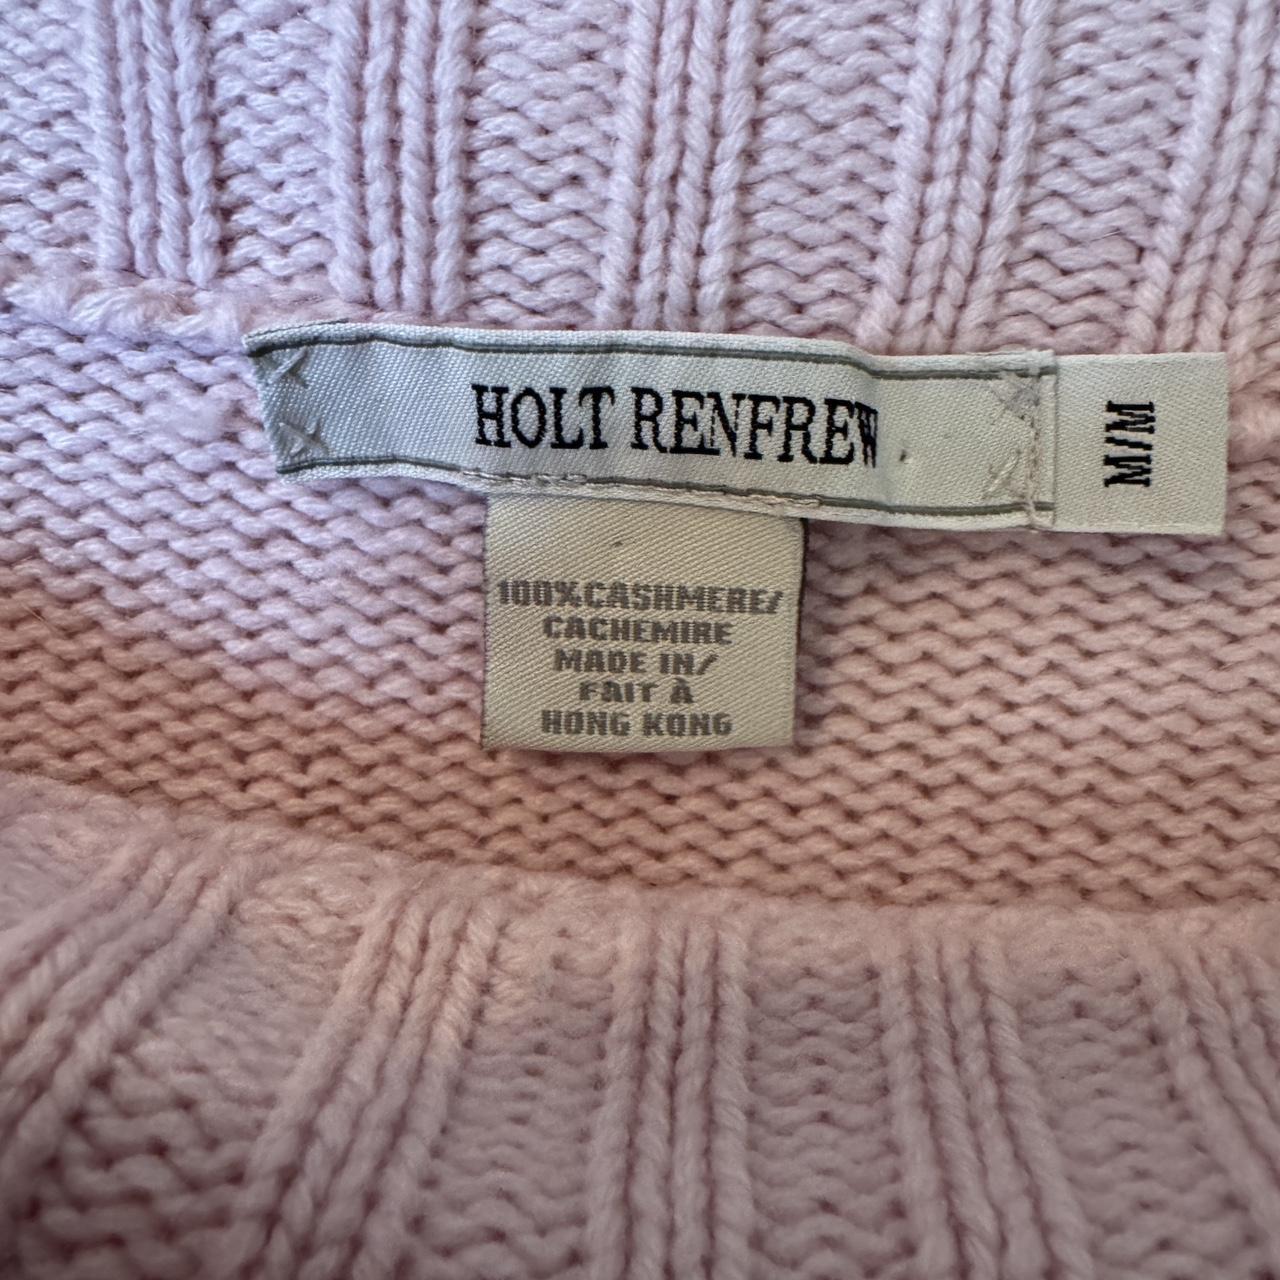 HOLT RENFREW
M/M
100%CASHMERE/
CACHEMIRE
MADE IN/
FAIT À
HONG KONG